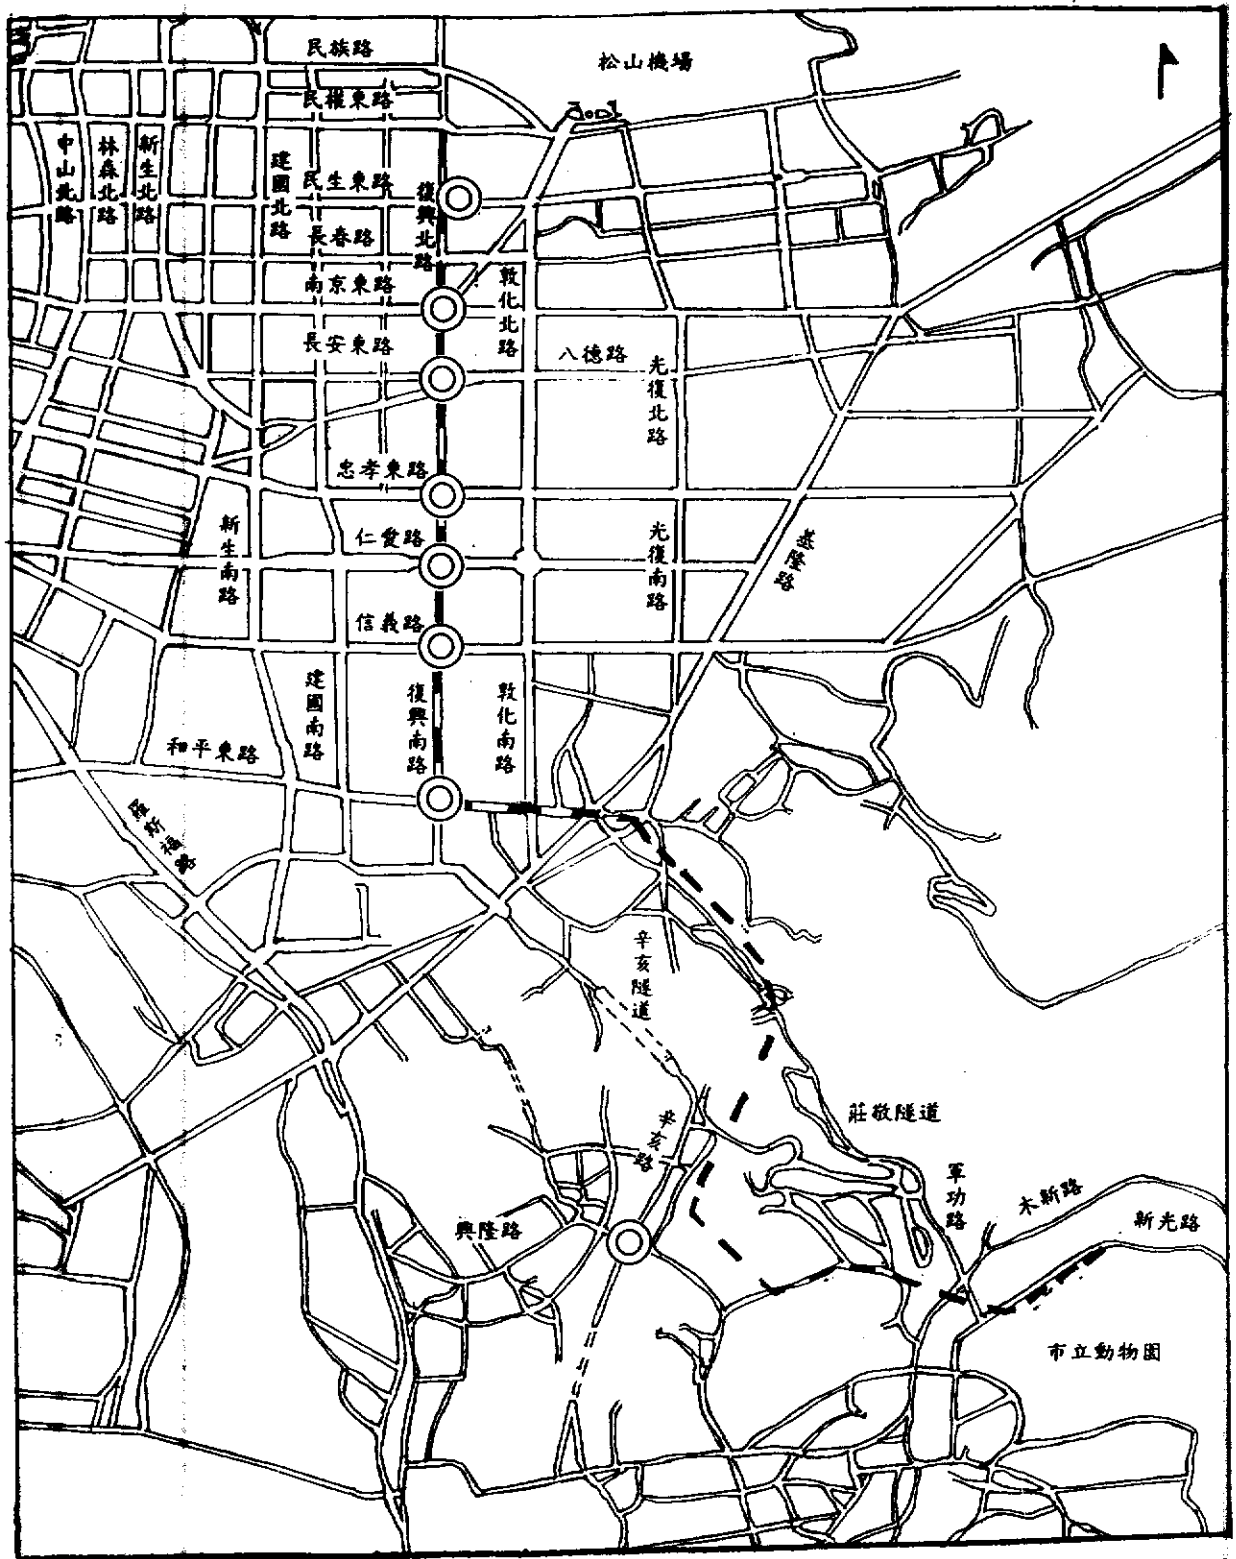 民族路
松山機場
民權東路
中山北路
林森北路
新生北路
建國北路
民生東路
復興北路
長春路
南京東路
敦化北路
長安東路
八德路
光復北路
忠孝東路
新生南路
仁愛路
光復南路
基隆路
信義路
建國南路
復興南路
敦化南路
和平東路
羅斯福路
辛亥隧道
莊敬隧道
辛亥路
軍功路
木新路
新光路
興隆路
市立動物園